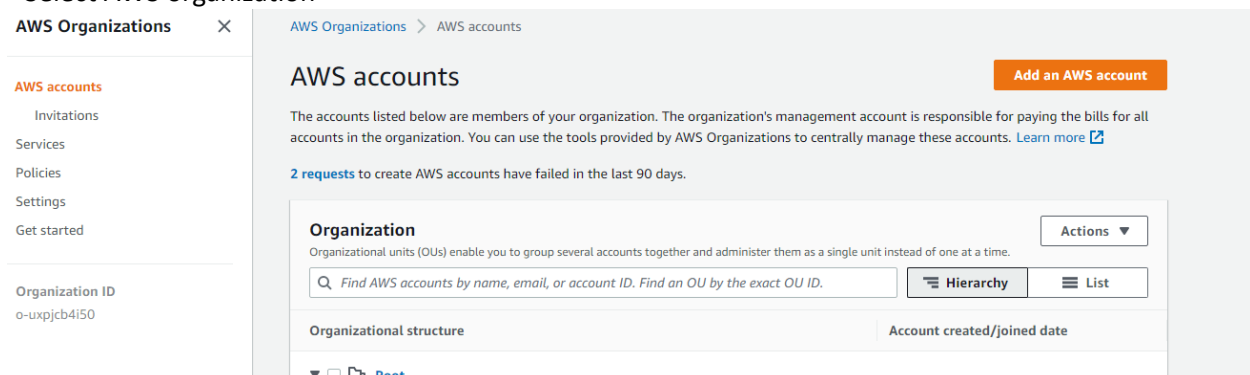 Select AWS Organization
AWS Organizations
AWS accounts
Invitations
Services
Policies
Settings
Get started
Organization ID
o-uxpjcb4i50
AWS Organizations > AWS accounts
AWS accounts
Add an AWS account
The accounts listed below are members of your organization. The organization's management account is responsible for paying the bills for all
accounts in the organization. You can use the tools provided by AWS Organizations to centrally manage these accounts. Learn more
2 requests to create AWS accounts have failed in the last 90 days.
Organization
Actions
Organizational units (OUs) enable you to group several accounts together and administer them as a single unit instead of one at a time.
Find AWS accounts by name, email, or account ID. Find an OU by the exact OU ID.
Hierarchy
List
Organizational structure
Account created/joined date
Root